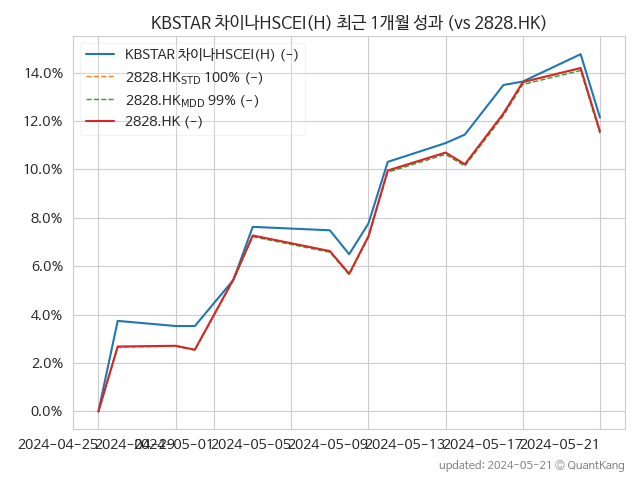 KBSTAR 차이나HSCEI(H) 최근 1개월 성과 (vs 2828.HK)
KBSTAR 차이나HSCEI(H) (-)
2828.HKSTD 100% (-)
2828.HKMDD 99% (-)
2828.HK (-)
14.0%
12.0%
10.0%
8.0%
6.0%
4.0%
2.0%
0.0%
2024-04-25 2024-04-29 2024-05-01 2024-05-05 2024-05-09 2024-05-13 2024-05-17 2024-05-21
updated: 2024-05-21 © QuantKang